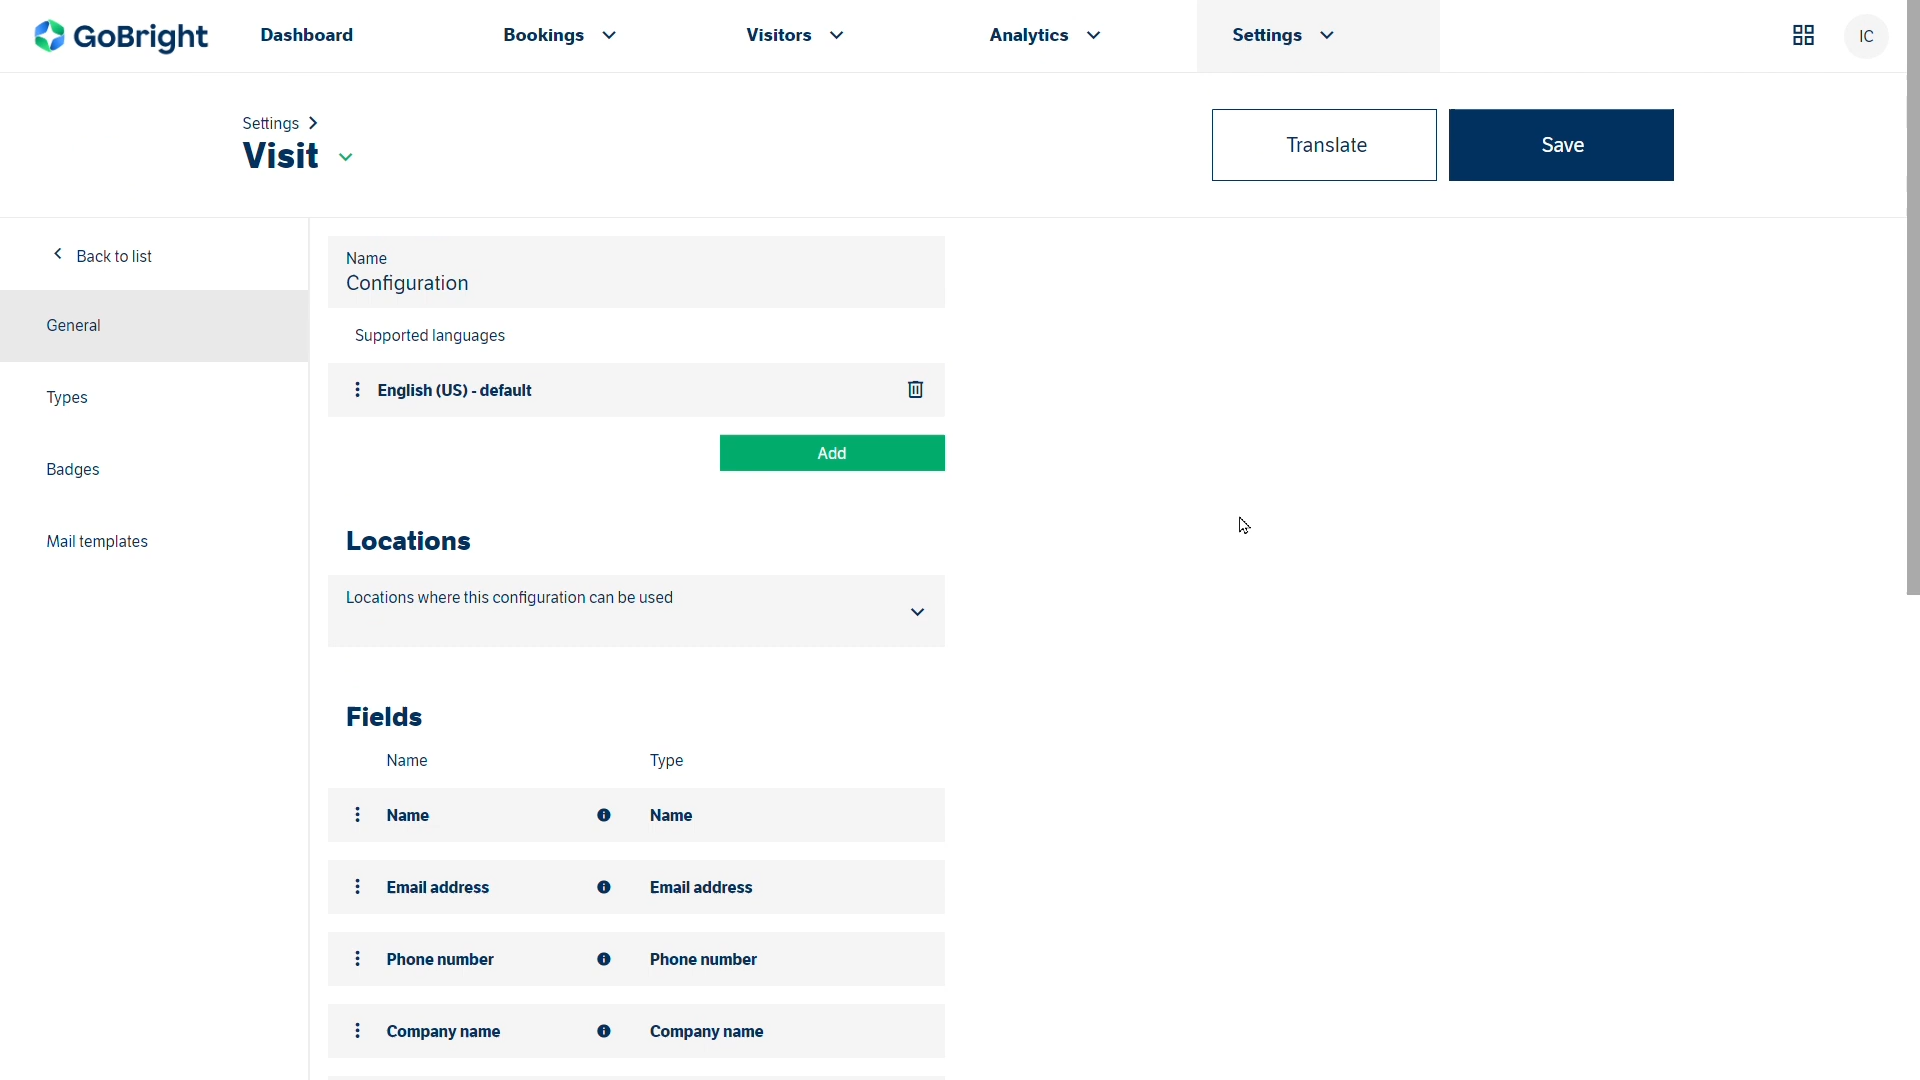 GoBright
Dashboard
Bookings
Visitors
Analytics
Settings
IC
Settings
Visit
Translate
Save
Back to list
General
Types
Badges
Mail templates
Name
Configuration
Supported languages
English (US) - default
Add
Locations
Locations where this configuration can be used
Fields
Name Type
Name Name
Email address Email address
Phone number Phone number
Company name Company name